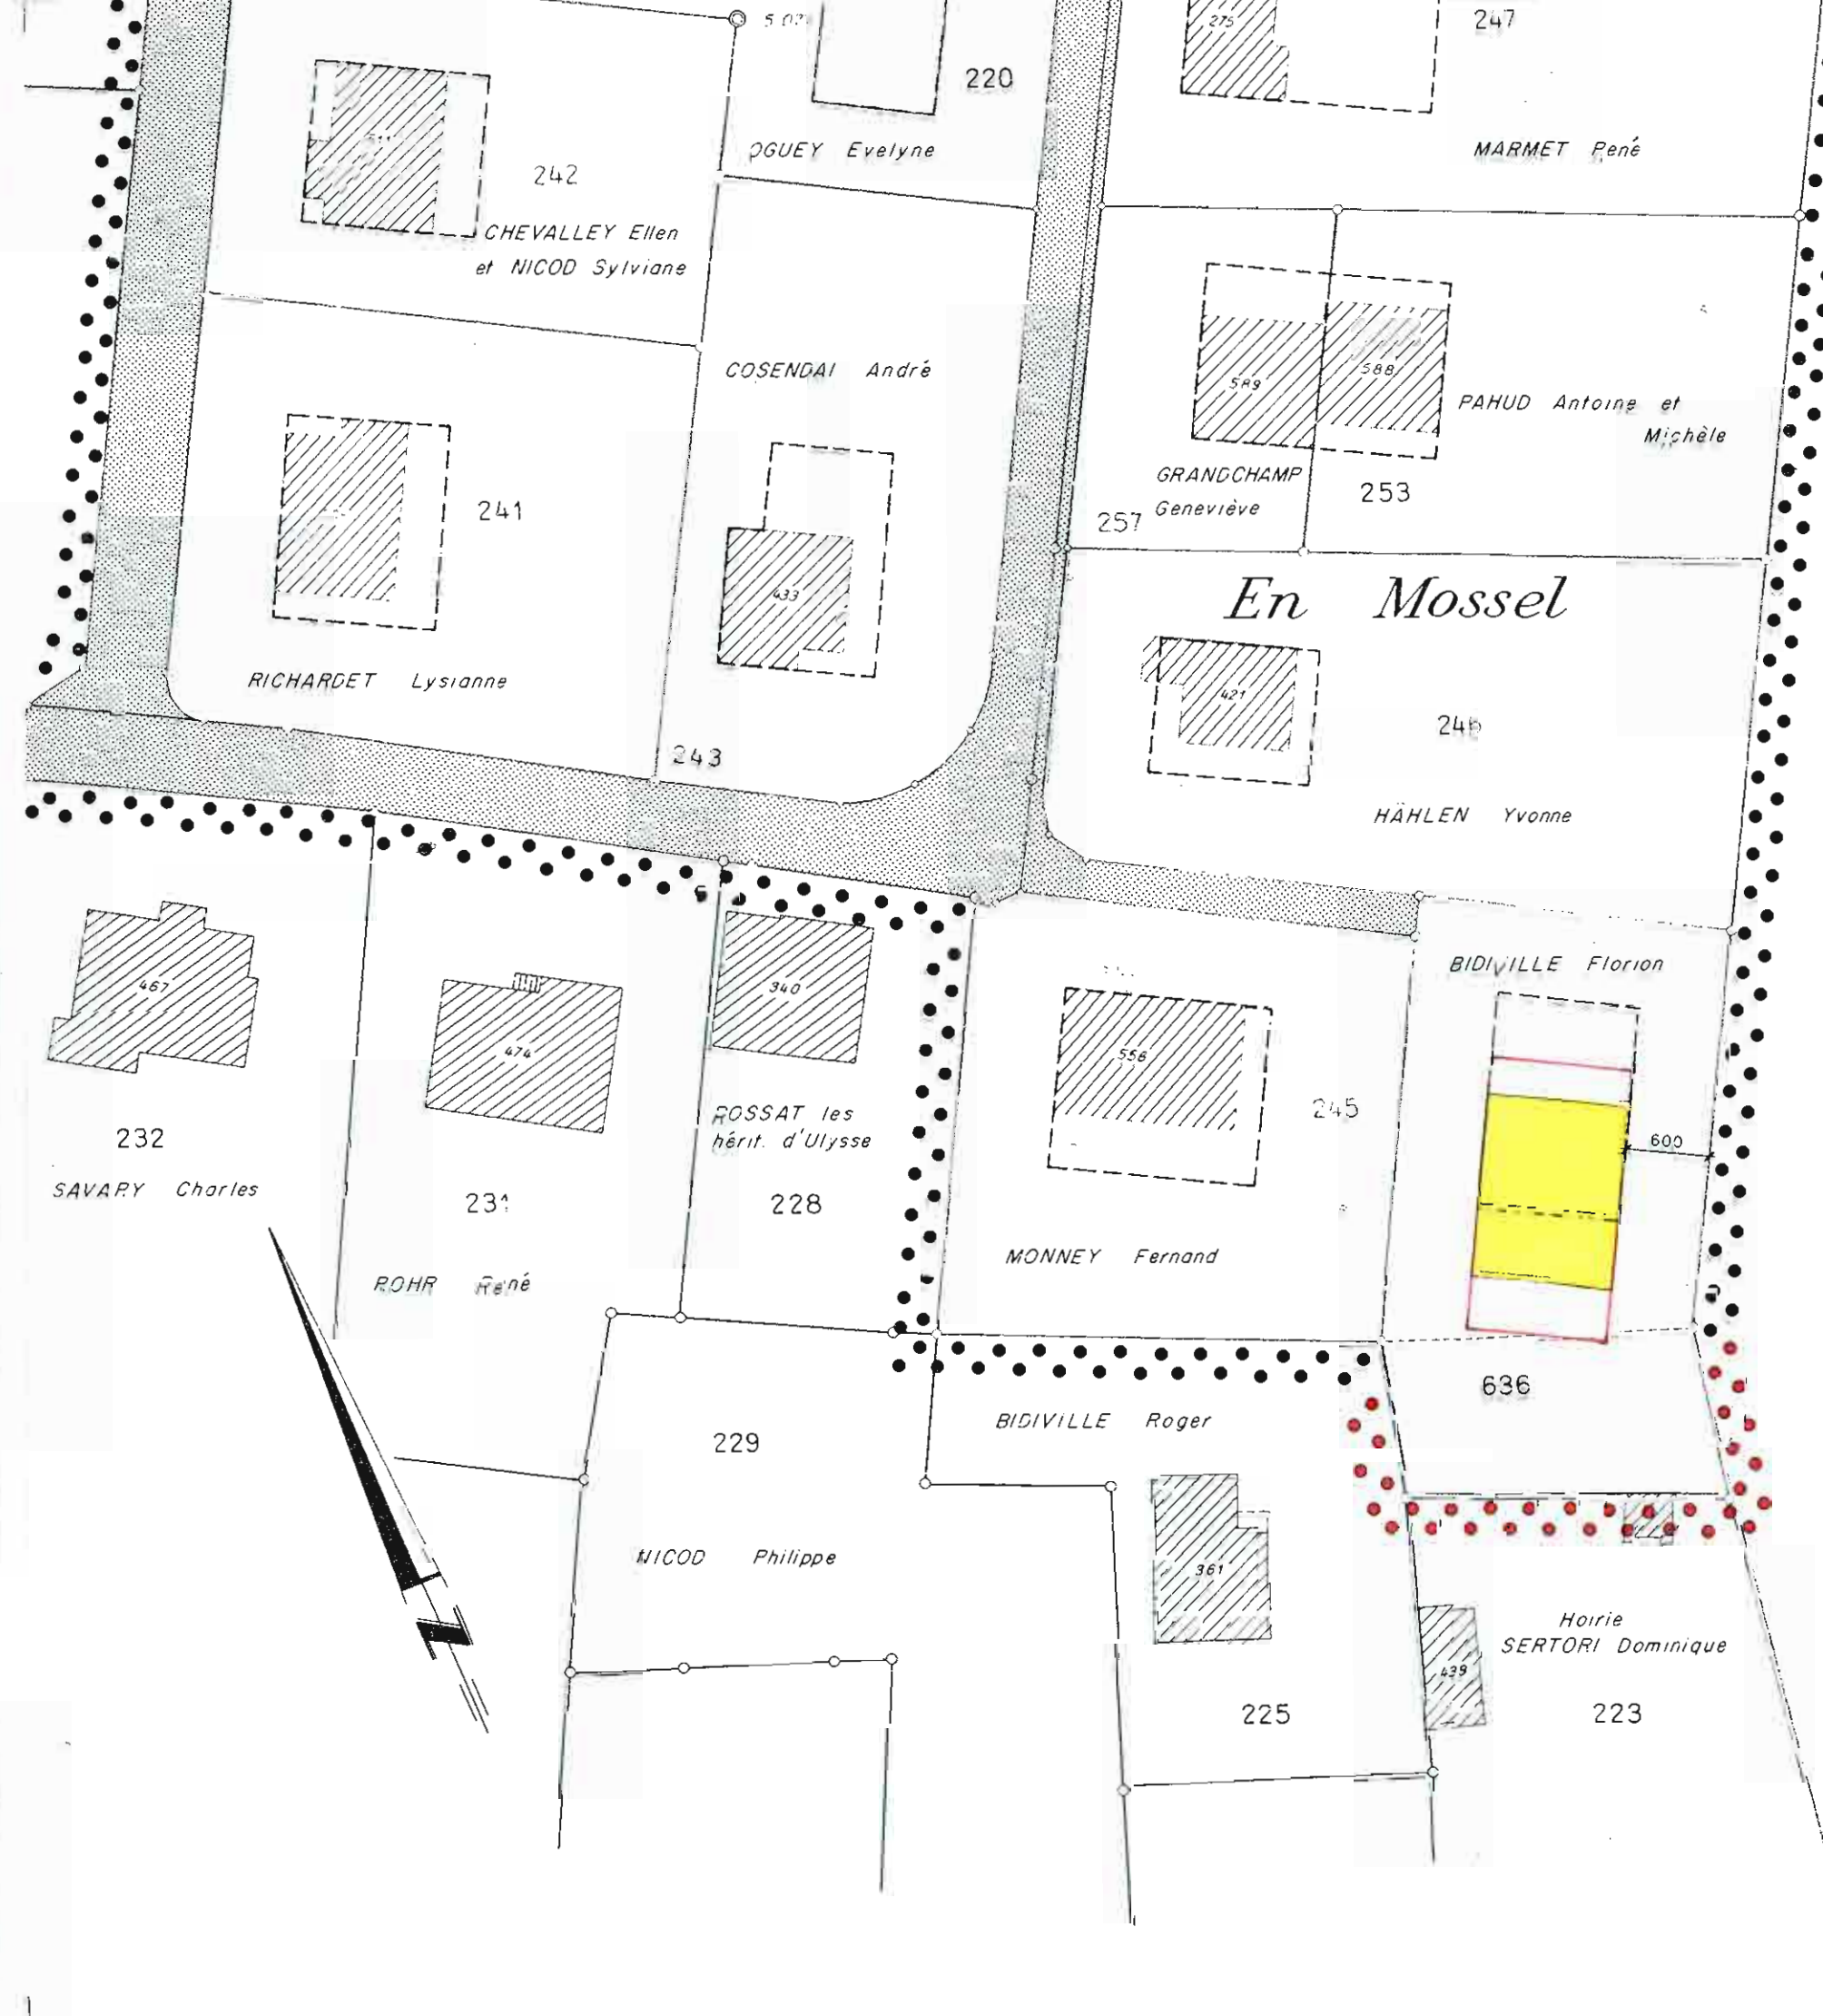 247
275
220
OGUEY Evelyne
MARMET René
242
CHEVALLEY Ellen
et NICOD Sylviane
COSENDAI André
589
588
PAHUD Antoine et
Michèle
GRANDCHAMP
Geneviève
253
257
241
433
En Mossel
421
246
RICHARDET Lysianne
243
HÄHLEN Yvonne
BIDIVILLE Florian
467
474
340
556
245
600
ROSSAT les
hérit. d'Ulysse
232
SAVARY Charles
231
228
MONNEY Fernand
ROHR René
636
229
BIDIVILLE Roger
NICOD Philippe
361
Hoirie
SERTORI Dominique
439
225
223
N